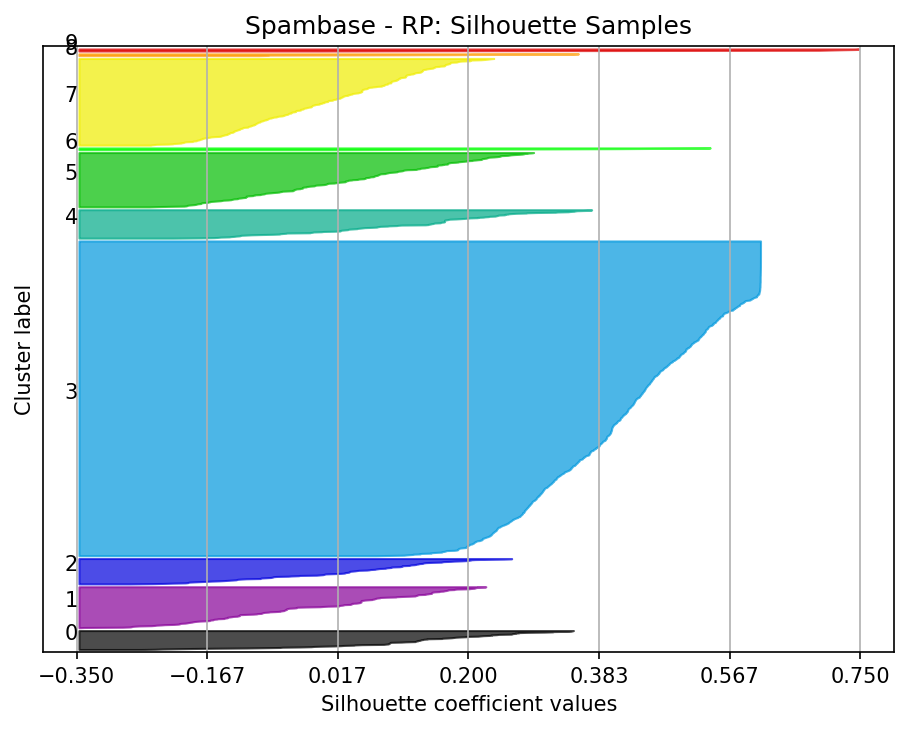 Spambase - RP: Silhouette Samples
9
8
7
6
5
4
3
2
1
0
Cluster label
−0.350 −0.167 0.017 0.200 0.383 0.567 0.750
Silhouette coefficient values